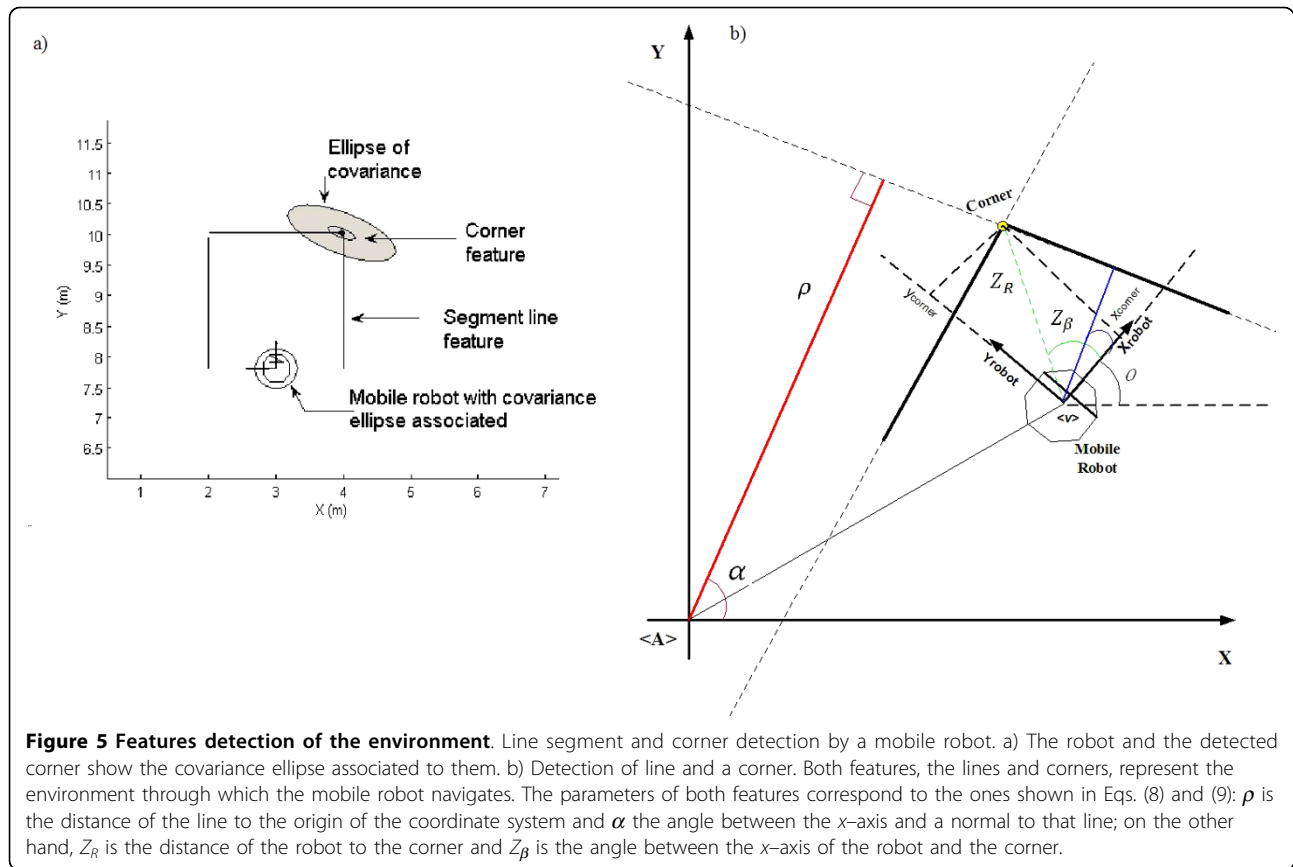 a)
Ellipse of
covariance
Corner
feature
Segment line
feature
Mobile robot with covariance
ellipse associated
Y (m)
11.5
11
10.5
10
9.5
9
8.5
8
7.5
7
6.5
1
2
3
4
5
6
7
X (m)
b)
Y
Corner
ρ
Z_R
Z_β
y_corner
x_corner
X_robot
Y_robot
O
<v>
Mobile
Robot
α
<A>
X
Figure 5 Features detection of the environment. Line segment and corner detection by a mobile robot. a) The robot and the detected
corner show the covariance ellipse associated to them. b) Detection of line and a corner. Both features, the lines and corners, represent the
environment through which the mobile robot navigates. The parameters of both features correspond to the ones shown in Eqs. (8) and (9): ρ is
the distance of the line to the origin of the coordinate system and α the angle between the x–axis and a normal to that line; on the other
hand, Z_R is the distance of the robot to the corner and Z_β is the angle between the x–axis of the robot and the corner.